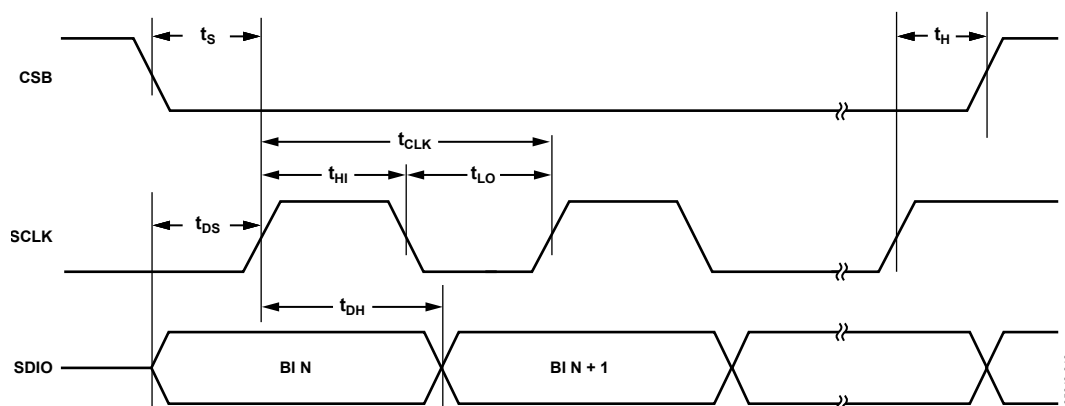 tS
tH
CSB
tCLK
tHI
tLO
tDS
SCLK
tDH
SDIO
BI N
BI N + 1